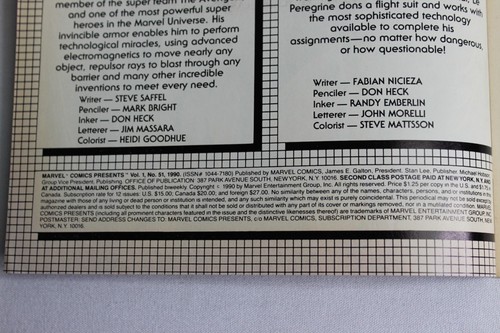 member of the super team the
and one of the most powerful super
heroes in the Marvel Universe. His
invincible armor enables him to perform
technological miracles, using advanced
electromagnetics to move nearly any
object, repulsor rays to blast through any
barrier and many other incredible
inventions to meet every need.
Writer — STEVE SAFFEL
Penciler — MARK BRIGHT
Inker — DON HECK
Letterer — JIM MASSARA
Colorist — HEIDI GOODHUE
Peregrine dons a flight suit and works with
the most sophisticated technology
available to complete his
assignments—no matter how dangerous
or how questionable!
Writer — FABIAN NICIEZA
Penciler — DON HECK
Inker — RANDY EMBERLIN
Letterer — JOHN MORELLI
Colorist — STEVE MATTSSON
MARVEL COMICS PRESENTS™ Vol. 1, No. 51, 1990. (ISSN# 1044-7180) Published by MARVEL COMICS, James E. Galton, President. Stan Lee, Publisher. Michael Hobson,
Group Vice President, Publishing. OFFICE OF PUBLICATION: 387 PARK AVENUE SOUTH, NEW YORK, N.Y. 10016. SECOND CLASS POSTAGE PAID AT NEW YORK, N.Y. AND
AT ADDITIONAL MAILING OFFICES. Published biweekly. Copyright © 1990 by Marvel Entertainment Group, Inc. All rights reserved. Price $1.25 per copy in the U.S. and $1.75 in
Canada. Subscription rate for 12 issues: U.S. $15.00; Canada $20.00; and foreign $27.00. No similarity between any of the names, characters, persons, and/or institutions in this
magazine with those of any living or dead person or institution is intended, and any such similarity which may exist is purely coincidental. This periodical may not be sold except by
authorized dealers and is sold subject to the conditions that it shall not be sold or distributed with any part of its cover or markings removed, nor in a mutilated condition. MARVEL
COMICS PRESENTS (including all prominent characters featured in the issue and the distinctive likenesses thereof) are trademarks of MARVEL ENTERTAINMENT GROUP, INC.
POSTMASTER: SEND ADDRESS CHANGES TO: MARVEL COMICS PRESENTS, c/o MARVEL COMICS, SUBSCRIPTION DEPARTMENT, 387 PARK AVENUE SOUTH, NEW
YORK, N.Y. 10016.